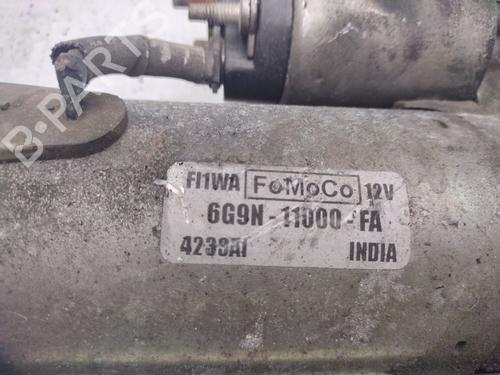 B-PARTS
FI1WA FoMoCo 12V
6G9N-11000-FA
4233AI INDIA